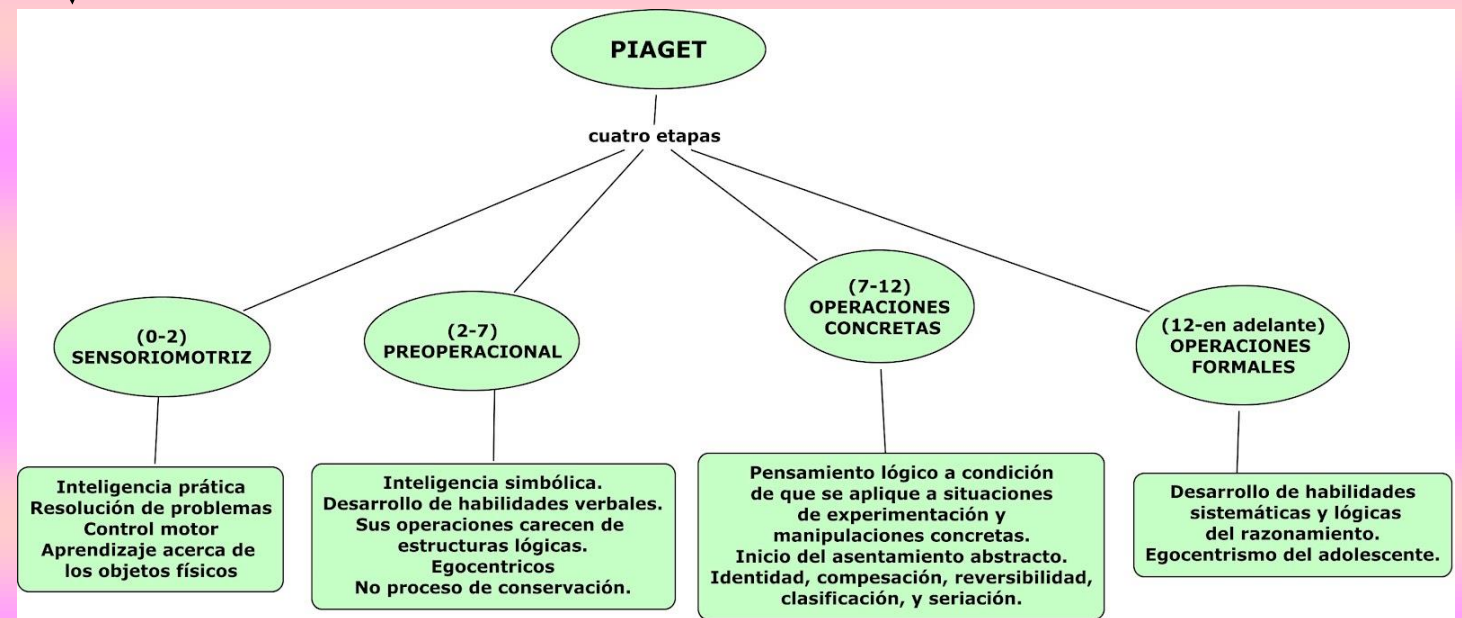 PIAGET
cuatro etapas
(0-2)
SENSORIOMOTRIZ
(2-7)
PREOPERACIONAL
(7-12)
OPERACIONES
CONCRETAS
(12-en adelante)
OPERACIONES
FORMALES
Inteligencia prática
Resolución de problemas
Control motor
Aprendizaje acerca de
los objetos físicos
Inteligencia simbólica.
Desarrollo de habilidades verbales.
Sus operaciones carecen de
estructuras lógicas.
Egocentricos
No proceso de conservación.
Pensamiento lógico a condición
de que se aplique a situaciones
de experimentación y
manipulaciones concretas.
Inicio del asentamiento abstracto.
Identidad, compesación, reversibilidad,
clasificación, y seriación.
Desarrollo de habilidades
sistemáticas y lógicas
del razonamiento.
Egocentrismo del adolescente.